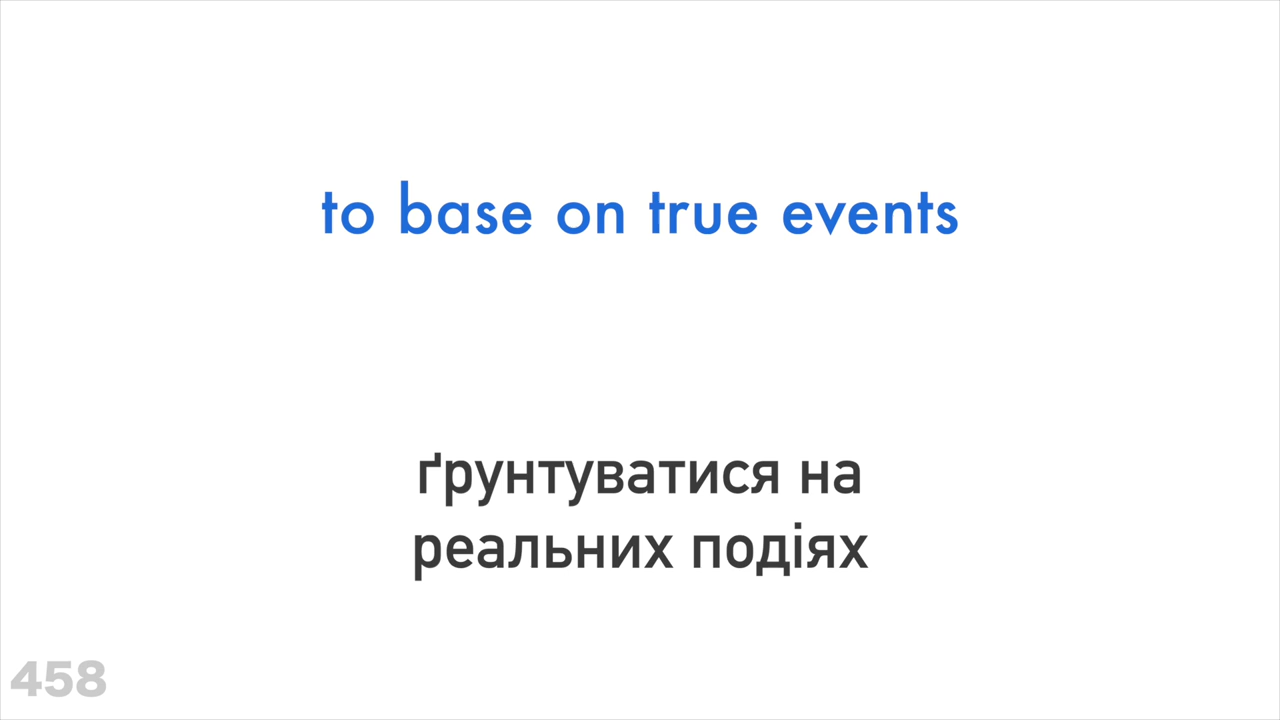 to base on true events
ґрунтуватися на
реальних подіях
458